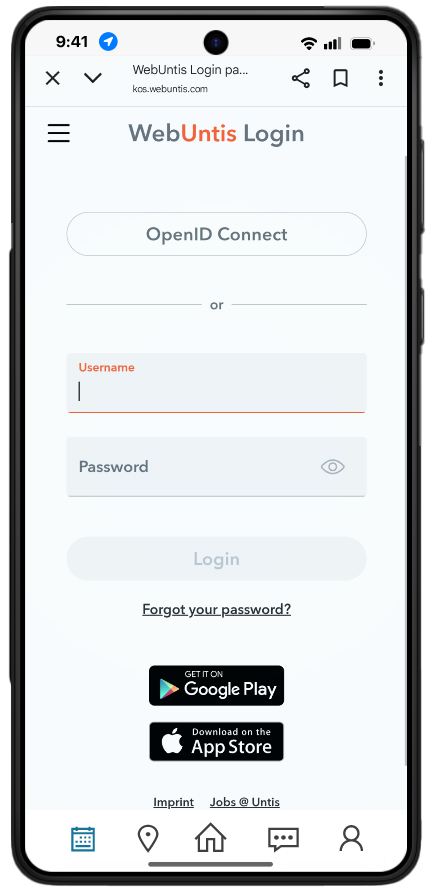 9:41
WebUntis Login pa...
kos.webuntis.com
WebUntis Login
OpenID Connect
or
Username
Password
Login
Forgot your password?
GET IT ON
Google Play
Download on the
App Store
Imprint Jobs @ Untis